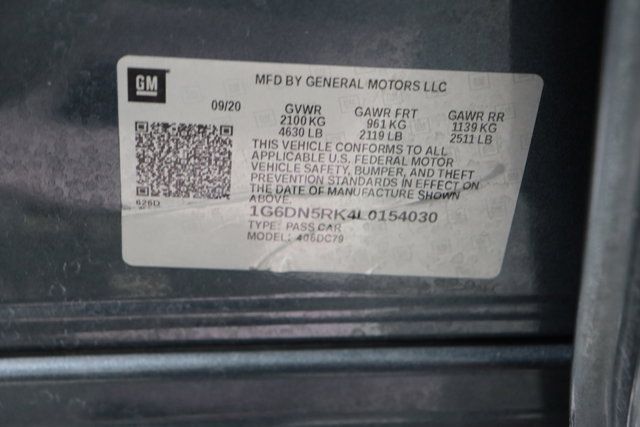 GM
MFD BY GENERAL MOTORS LLC
09/20 GVWR GAWR FRT GAWR RR
2100 KG 961 KG 1139 KG
4630 LB 2119 LB 2511 LB
THIS VEHICLE CONFORMS TO ALL
APPLICABLE U.S. FEDERAL MOTOR
VEHICLE SAFETY, BUMPER, AND THEFT
PREVENTION STANDARDS IN EFFECT ON
THE DATE OF MANUFACTURE SHOWN
ABOVE.
626D
1G6DN5RK4L0154030
TYPE: PASS CAR
MODEL: 406DC79